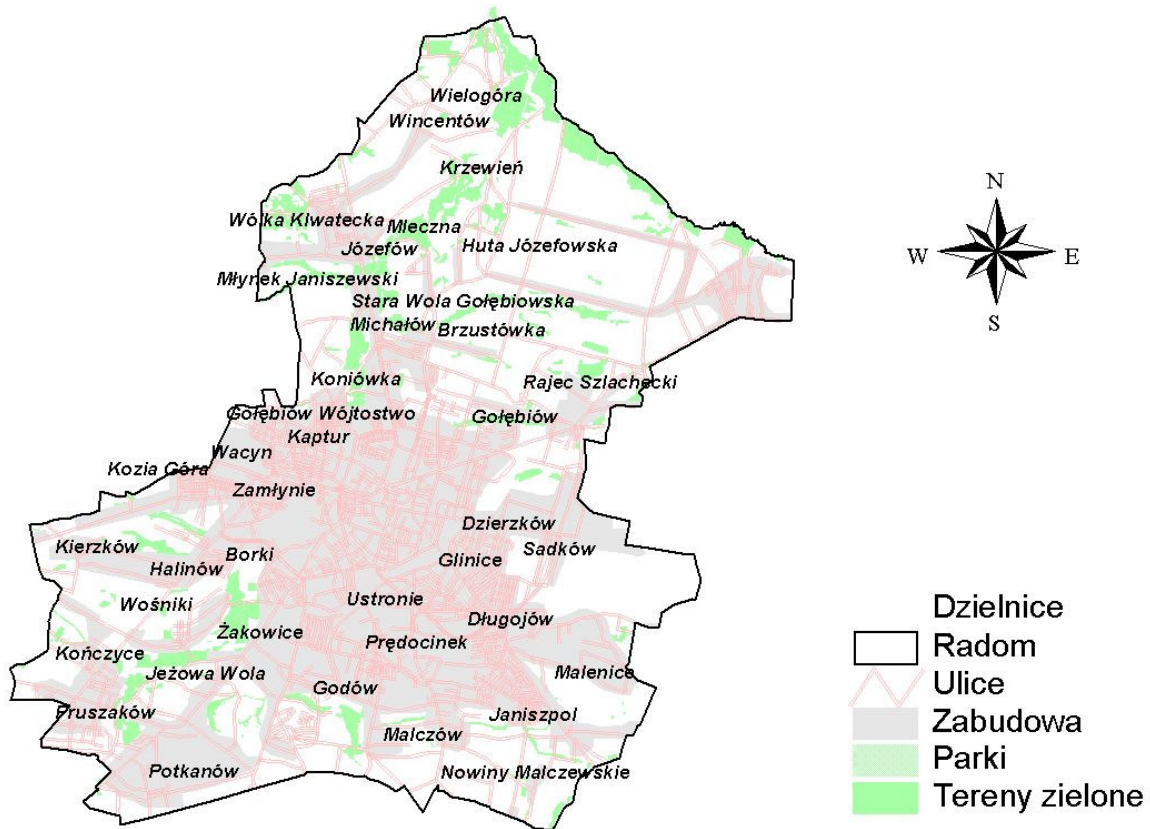 Wielogóra
Wincentów
Krzewień
N
Wólka Klwatecka
Mleczna
Józefów
Huta Józefowska
W
E
Młynek Janiszewski
Stara Wola Gołębiowska
S
Michałów
Brzustówka
Koniówka
Rajec Szlachecki
Gołębiów Wójtostwo
Gołębiów
Kaptur
Wacyn
Kozia Góra
Zamłynie
Dzierzków
Kierzków
Borki
Glinice
Sadków
Halinów
Wośniki
Ustronie
Dzielnice
Żakowice
Długojów
Prędocinek
Radom
Kończyce
Jeżowa Wola
Malenice
Godów
Ulice
Pruszaków
Janiszpol
Zabudowa
Malczów
Parki
Potkanów
Nowiny Malczewskie
Tereny zielone